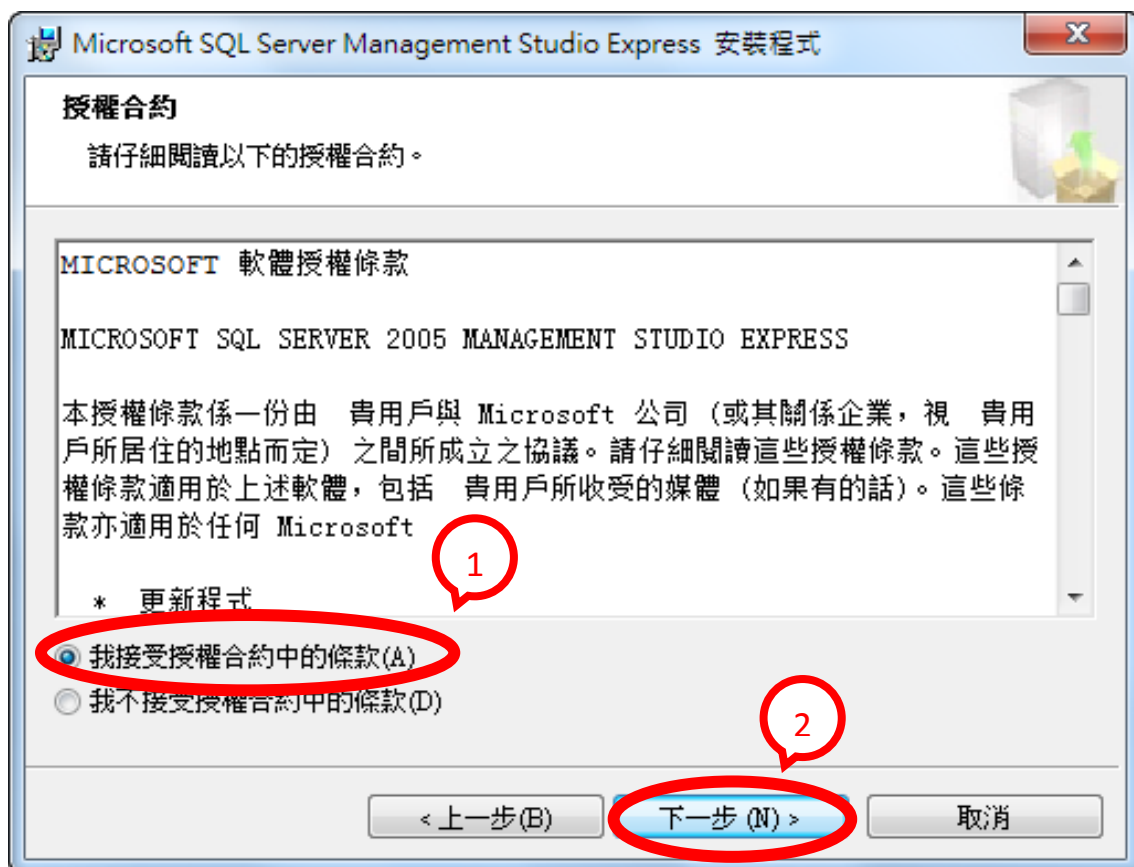 Microsoft SQL Server Management Studio Express 安裝程式
授權合約
請仔細閱讀以下的授權合約。
MICROSOFT 軟體授權條款
MICROSOFT SQL SERVER 2005 MANAGEMENT STUDIO EXPRESS
本授權條款係一份由 貴用戶與 Microsoft 公司 (或其關係企業，視 貴用
戶所居住的地點而定) 之間所成立之協議。請仔細閱讀這些授權條款。這些授
權條款適用於上述軟體，包括 貴用戶所收受的媒體 (如果有的話)。這些條
款亦適用於任何 Microsoft
1
* 更新程式
我接受授權合約中的條款(A)
我不接受授權合約中的條款(D)
2
<上一步(B)
下一步 (N) >
取消